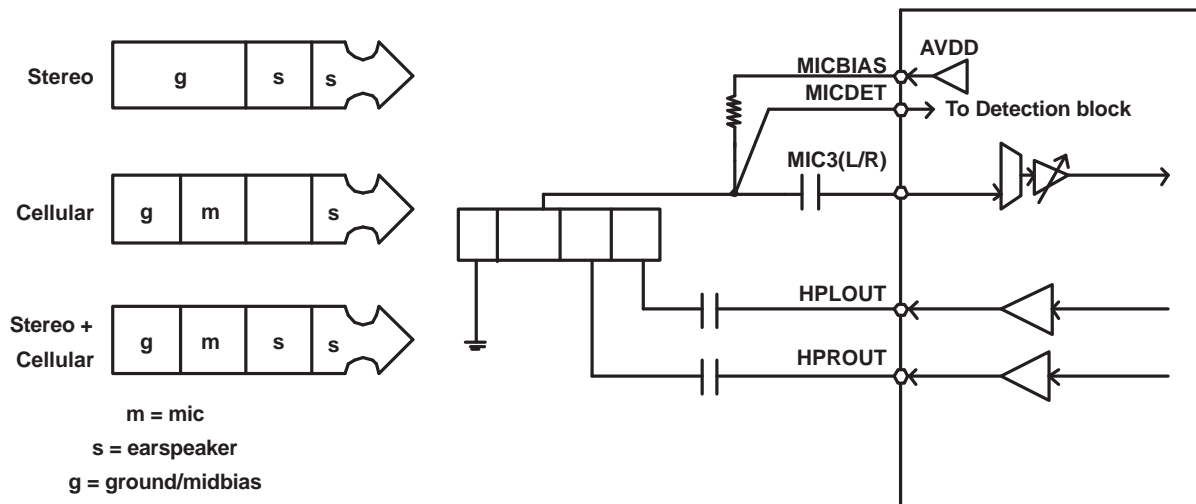 Stereo
g
s
s
Cellular
g
m
s
Stereo +
Cellular
g
m
s
s
m = mic
s = earspeaker
g = ground/midbias
AVDD
MICBIAS
MICDET
To Detection block
MIC3(L/R)
HPLOUT
HPROUT